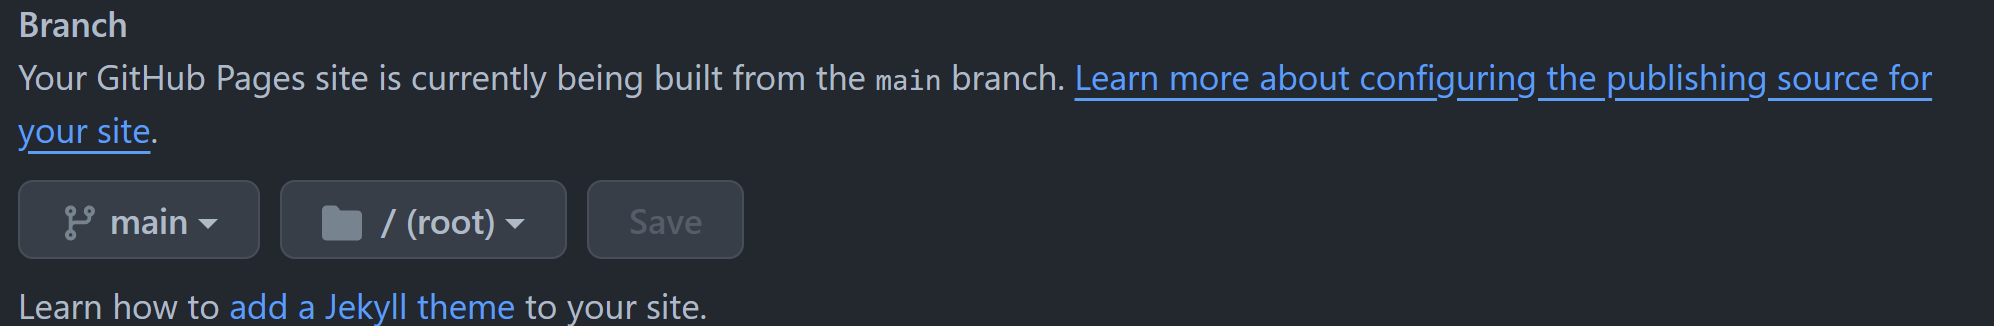 Branch
Your GitHub Pages site is currently being built from the main branch. Learn more about configuring the publishing source for
your site.
main / (root) Save
Learn how to add a Jekyll theme to your site.